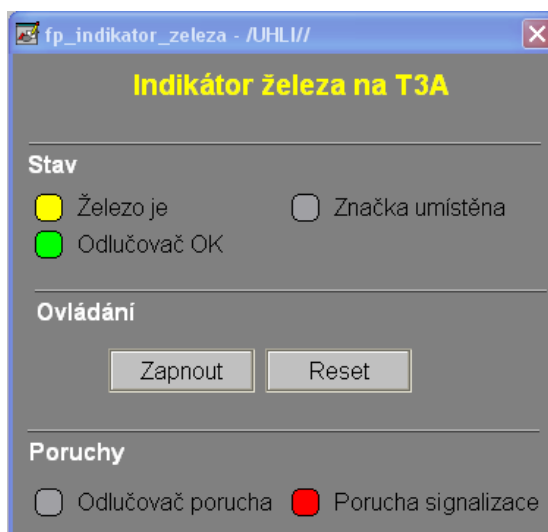 fp_indikator_zeleza - /UHLI//
Indikátor železa na T3A
Stav
Železo je Značka umístěna
Odlučovač OK
Ovládání
Zapnout Reset
Poruchy
Odlučovač porucha Porucha signalizace